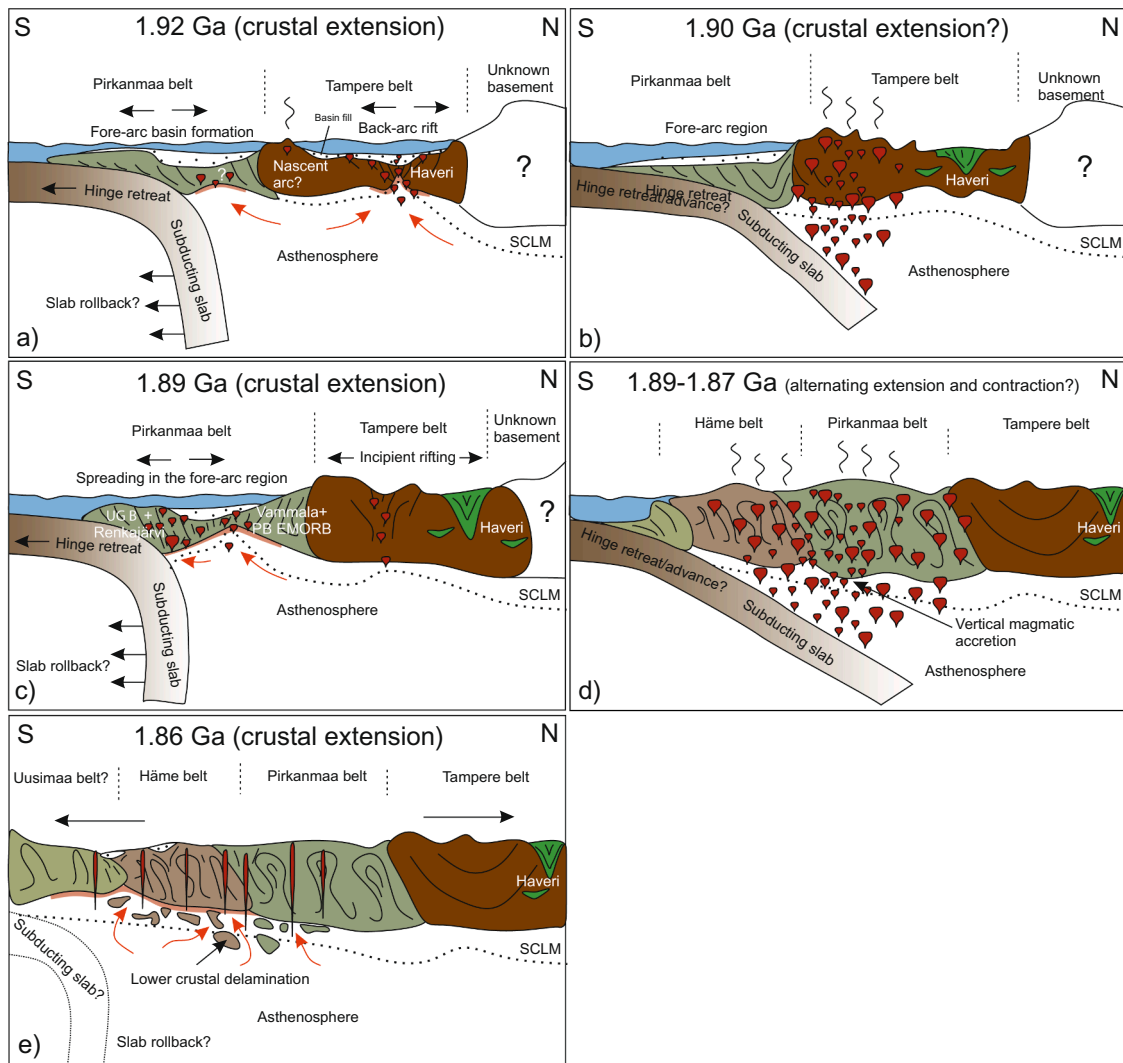 S 1.92 Ga (crustal extension) N
Pirkanmaa belt
Tampere belt
Unknown
basement
Fore-arc basin formation
Basin fill
Back-arc rift
?
Nascent
arc?
Haveri
?
Hinge retreat
Subducting slab
Asthenosphere
SCLM
Slab rollback?
a)
S 1.90 Ga (crustal extension?) N
Pirkanmaa belt
Tampere belt
Unknown
basement
Fore-arc region
Haveri
?
Hinge retreat
Hinge retreat/advance?
Subducting slab
Asthenosphere
SCLM
b)
S 1.89 Ga (crustal extension) N
Pirkanmaa belt
Tampere belt
Unknown
basement
Spreading in the fore-arc region
Incipient rifting
UG B +
Renkajärvi
Vammala+
PB EMORB
Haveri
?
Hinge retreat
Subducting slab
Asthenosphere
SCLM
Slab rollback?
c)
S 1.89-1.87 Ga (alternating extension and contraction?) N
Häme belt
Pirkanmaa belt
Tampere belt
Haveri
Hinge retreat/advance?
Subducting slab
SCLM
Vertical magmatic
accretion
Asthenosphere
d)
S 1.86 Ga (crustal extension) N
Uusimaa belt?
Häme belt
Pirkanmaa belt
Tampere belt
Haveri
Subducting slab?
SCLM
Lower crustal delamination
Asthenosphere
Slab rollback?
e)